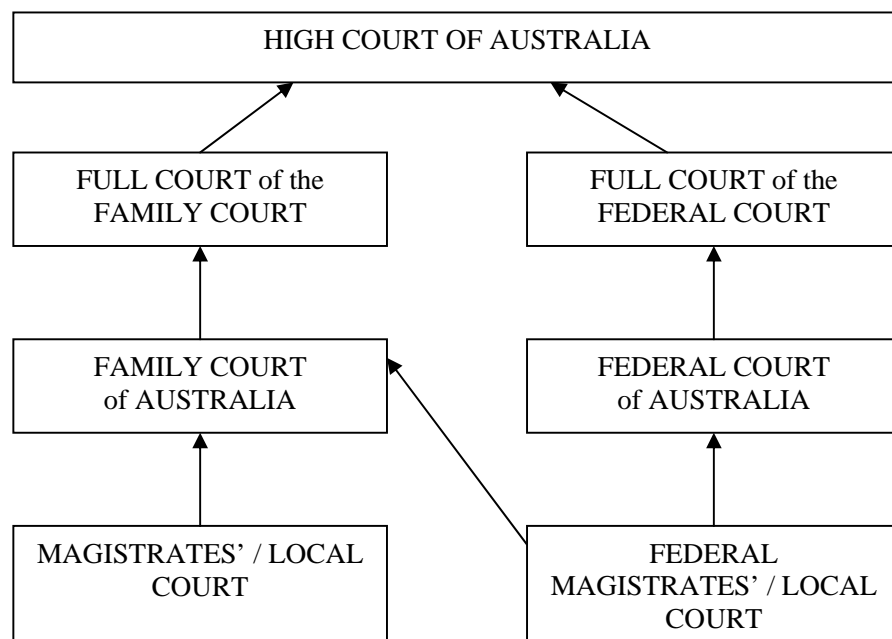 HIGH COURT OF AUSTRALIA
FULL COURT of the
FAMILY COURT
FULL COURT of the
FEDERAL COURT
FAMILY COURT
of AUSTRALIA
FEDERAL COURT
of AUSTRALIA
MAGISTRATES’ / LOCAL
COURT
FEDERAL
MAGISTRATES’ / LOCAL
COURT